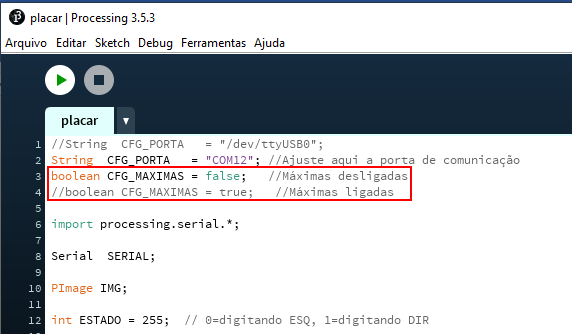 placar | Processing 3.5.3
Arquivo Editar Sketch Debug Ferramentas Ajuda
placar ▼
1 //String  CFG_PORTA   = "/dev/ttyUSB0";
2 String  CFG_PORTA   = "COM12"; //Ajuste aqui a porta de comunicação
3 boolean CFG_MAXIMAS = false;   //Máximas desligadas
4 //boolean CFG_MAXIMAS = true;   //Máximas ligadas
5
6 import processing.serial.*;
7
8 Serial  SERIAL;
9
10 PImage IMG;
11
12 int ESTADO = 255;  // 0=digitando ESQ, 1=digitando DIR